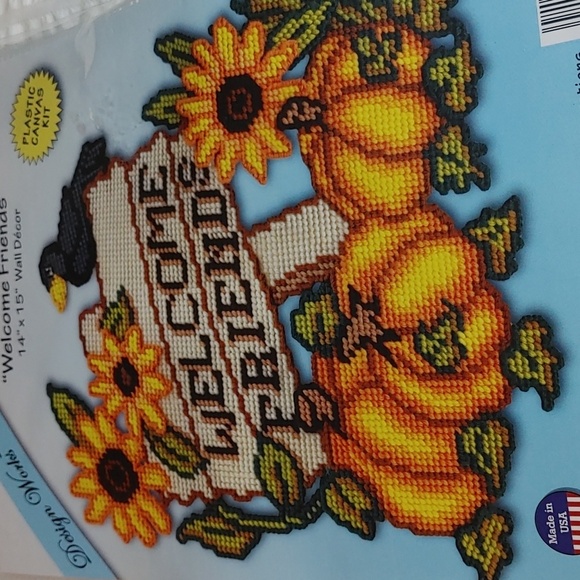 Design Works
"Welcome Friends"
14" x 15" Wall Décor
PLASTIC
CANVAS
KIT
WELCOME
FRIENDS
Made in
USA